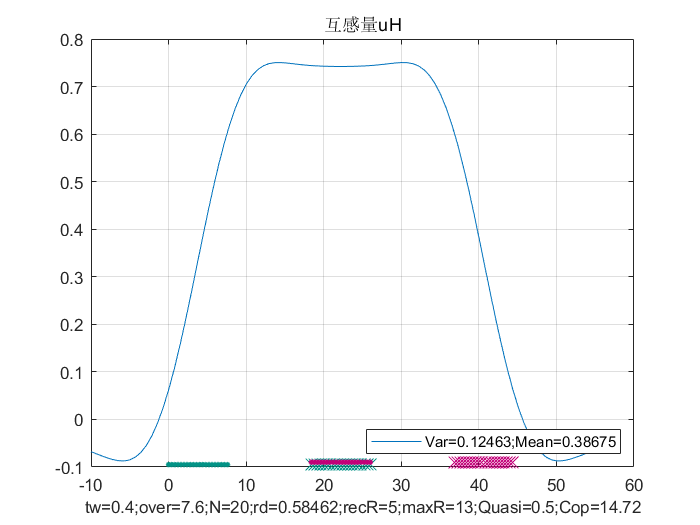 互感量uH
0.8
0.7
0.6
0.5
0.4
0.3
0.2
0.1
0
-0.1
Var=0.12463;Mean=0.38675
-10 0 10 20 30 40 50 60
tw=0.4;over=7.6;N=20;rd=0.58462;recR=5;maxR=13;Quasi=0.5;Cop=14.72